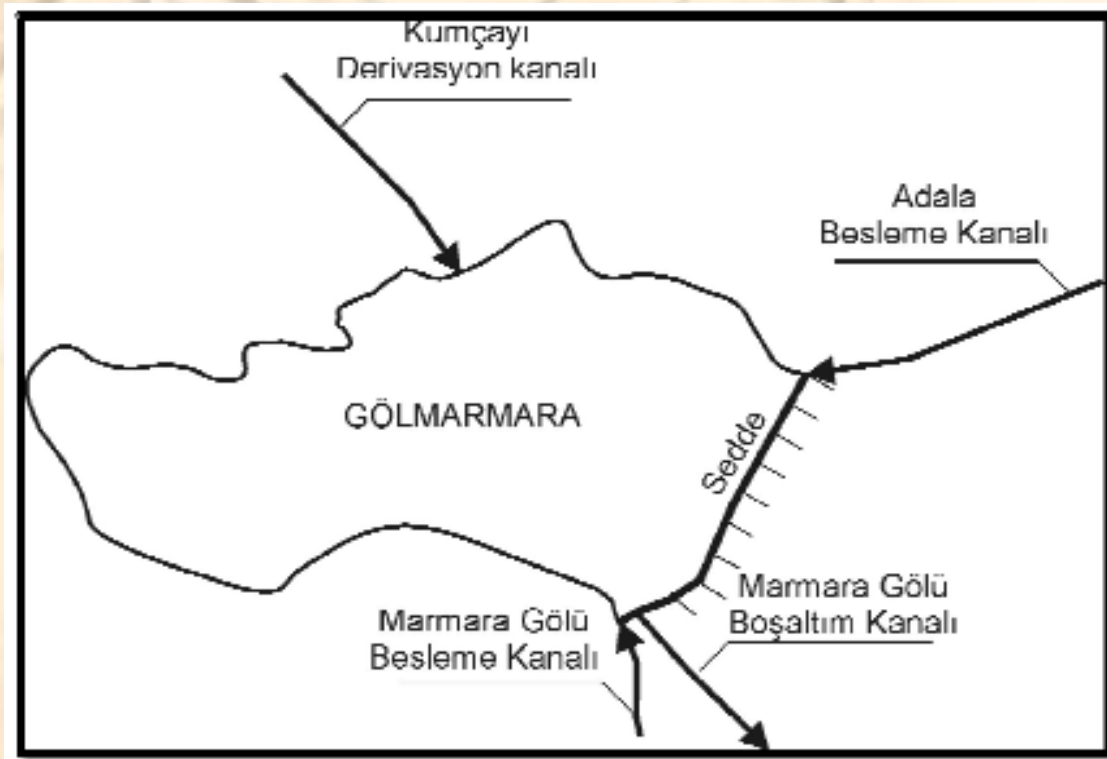 Kumçayı
Derivasyon kanalı
Adala
Besleme Kanalı
GÖLMARMARA
Sedde
Marmara Gölü
Boşaltım Kanalı
Marmara Gölü
Besleme Kanalı